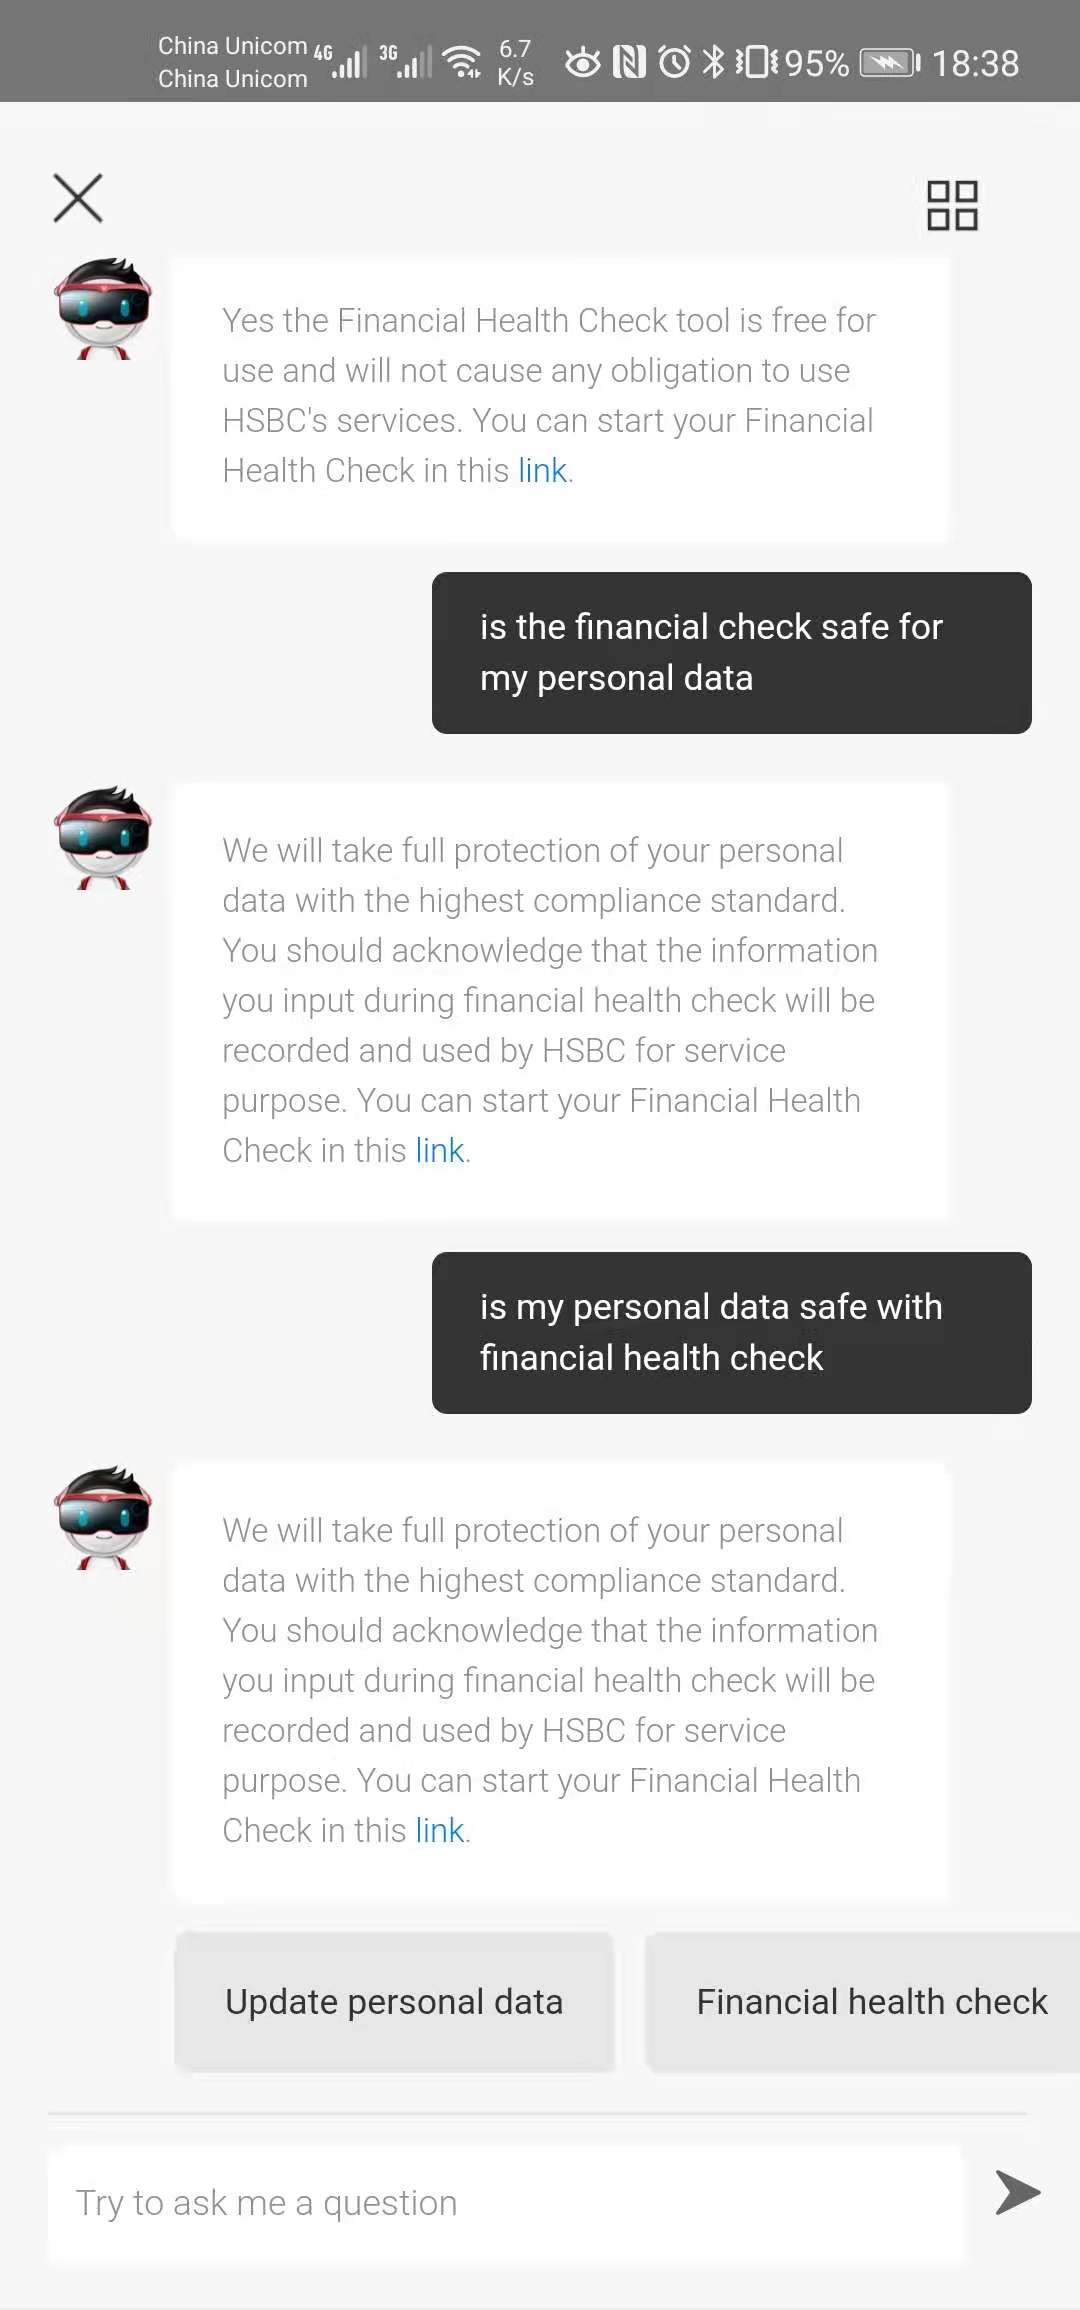 China Unicom 4G 3G 6.7 95% 18:38
China Unicom K/s
Yes the Financial Health Check tool is free for
use and will not cause any obligation to use
HSBC's services. You can start your Financial
Health Check in this link.
is the financial check safe for
my personal data
We will take full protection of your personal
data with the highest compliance standard.
You should acknowledge that the information
you input during financial health check will be
recorded and used by HSBC for service
purpose. You can start your Financial Health
Check in this link.
is my personal data safe with
financial health check
We will take full protection of your personal
data with the highest compliance standard.
You should acknowledge that the information
you input during financial health check will be
recorded and used by HSBC for service
purpose. You can start your Financial Health
Check in this link.
Update personal data Financial health check
Try to ask me a question